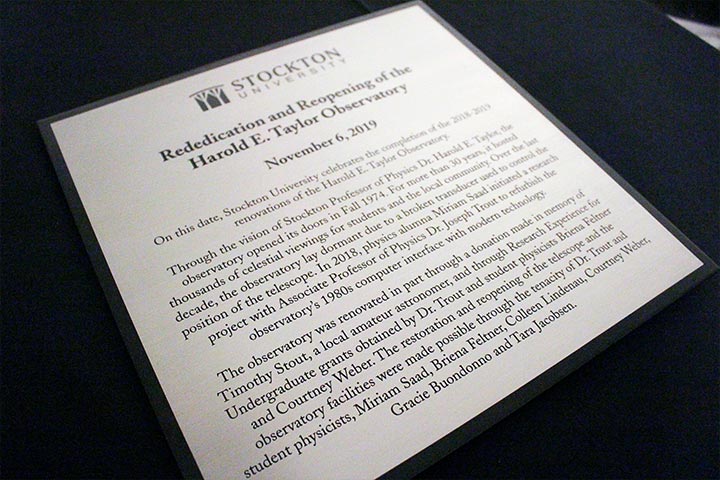 STOCKTON
UNIVERSITY
Rededication and Reopening of the
Harold E. Taylor Observatory
November 6, 2019
On this date, Stockton University celebrates the completion of the 2018-2019
renovations of the Harold E. Taylor Observatory.
Through the vision of Stockton Professor of Physics Dr. Harold E. Taylor, the
observatory opened its doors in Fall 1974. For more than 30 years, it hosted
thousands of celestial viewings for students and the local community. Over the last
decade, the observatory lay dormant due to a broken transducer used to control the
position of the telescope. In 2018, physics alumna Miriam Saad initiated a research
project with Associate Professor of Physics Dr. Joseph Trout to refurbish the
observatory's 1980s computer interface with modern technology.
The observatory was renovated in part through a donation made in memory of
Timothy Stout, a local amateur astronomer, and through Research Experience for
Undergraduate grants obtained by Dr. Trout and student physicists Briena Feltner
and Courtney Weber. The restoration and reopening of the telescope and the
observatory facilities were made possible through the tenacity of Dr. Trout and
student physicists, Miriam Saad, Briena Feltner, Colleen Lindenau, Courtney Weber,
Gracie Buondonno and Tara Jacobsen.